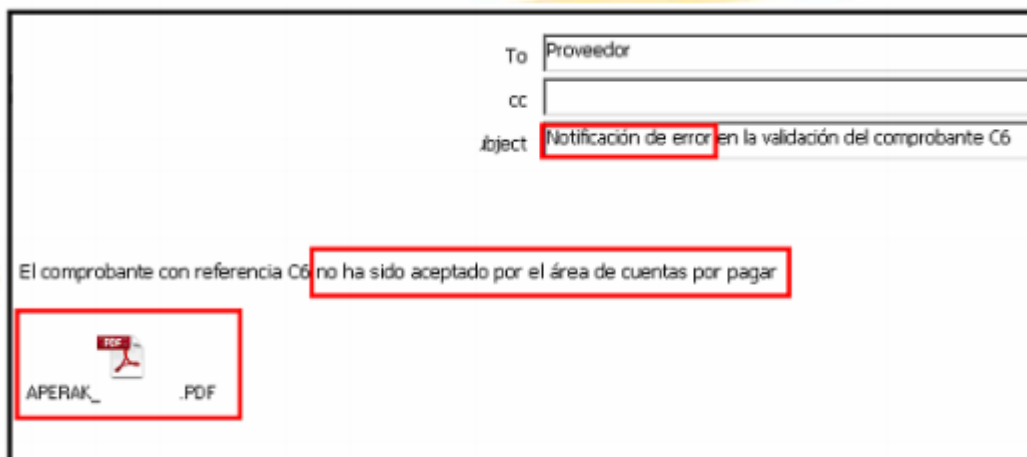 To Proveedor
cc
ubject Notificación de error en la validación del comprobante C6
El comprobante con referencia C6 no ha sido aceptado por el área de cuentas por pagar
PDF
APERAK_ .PDF